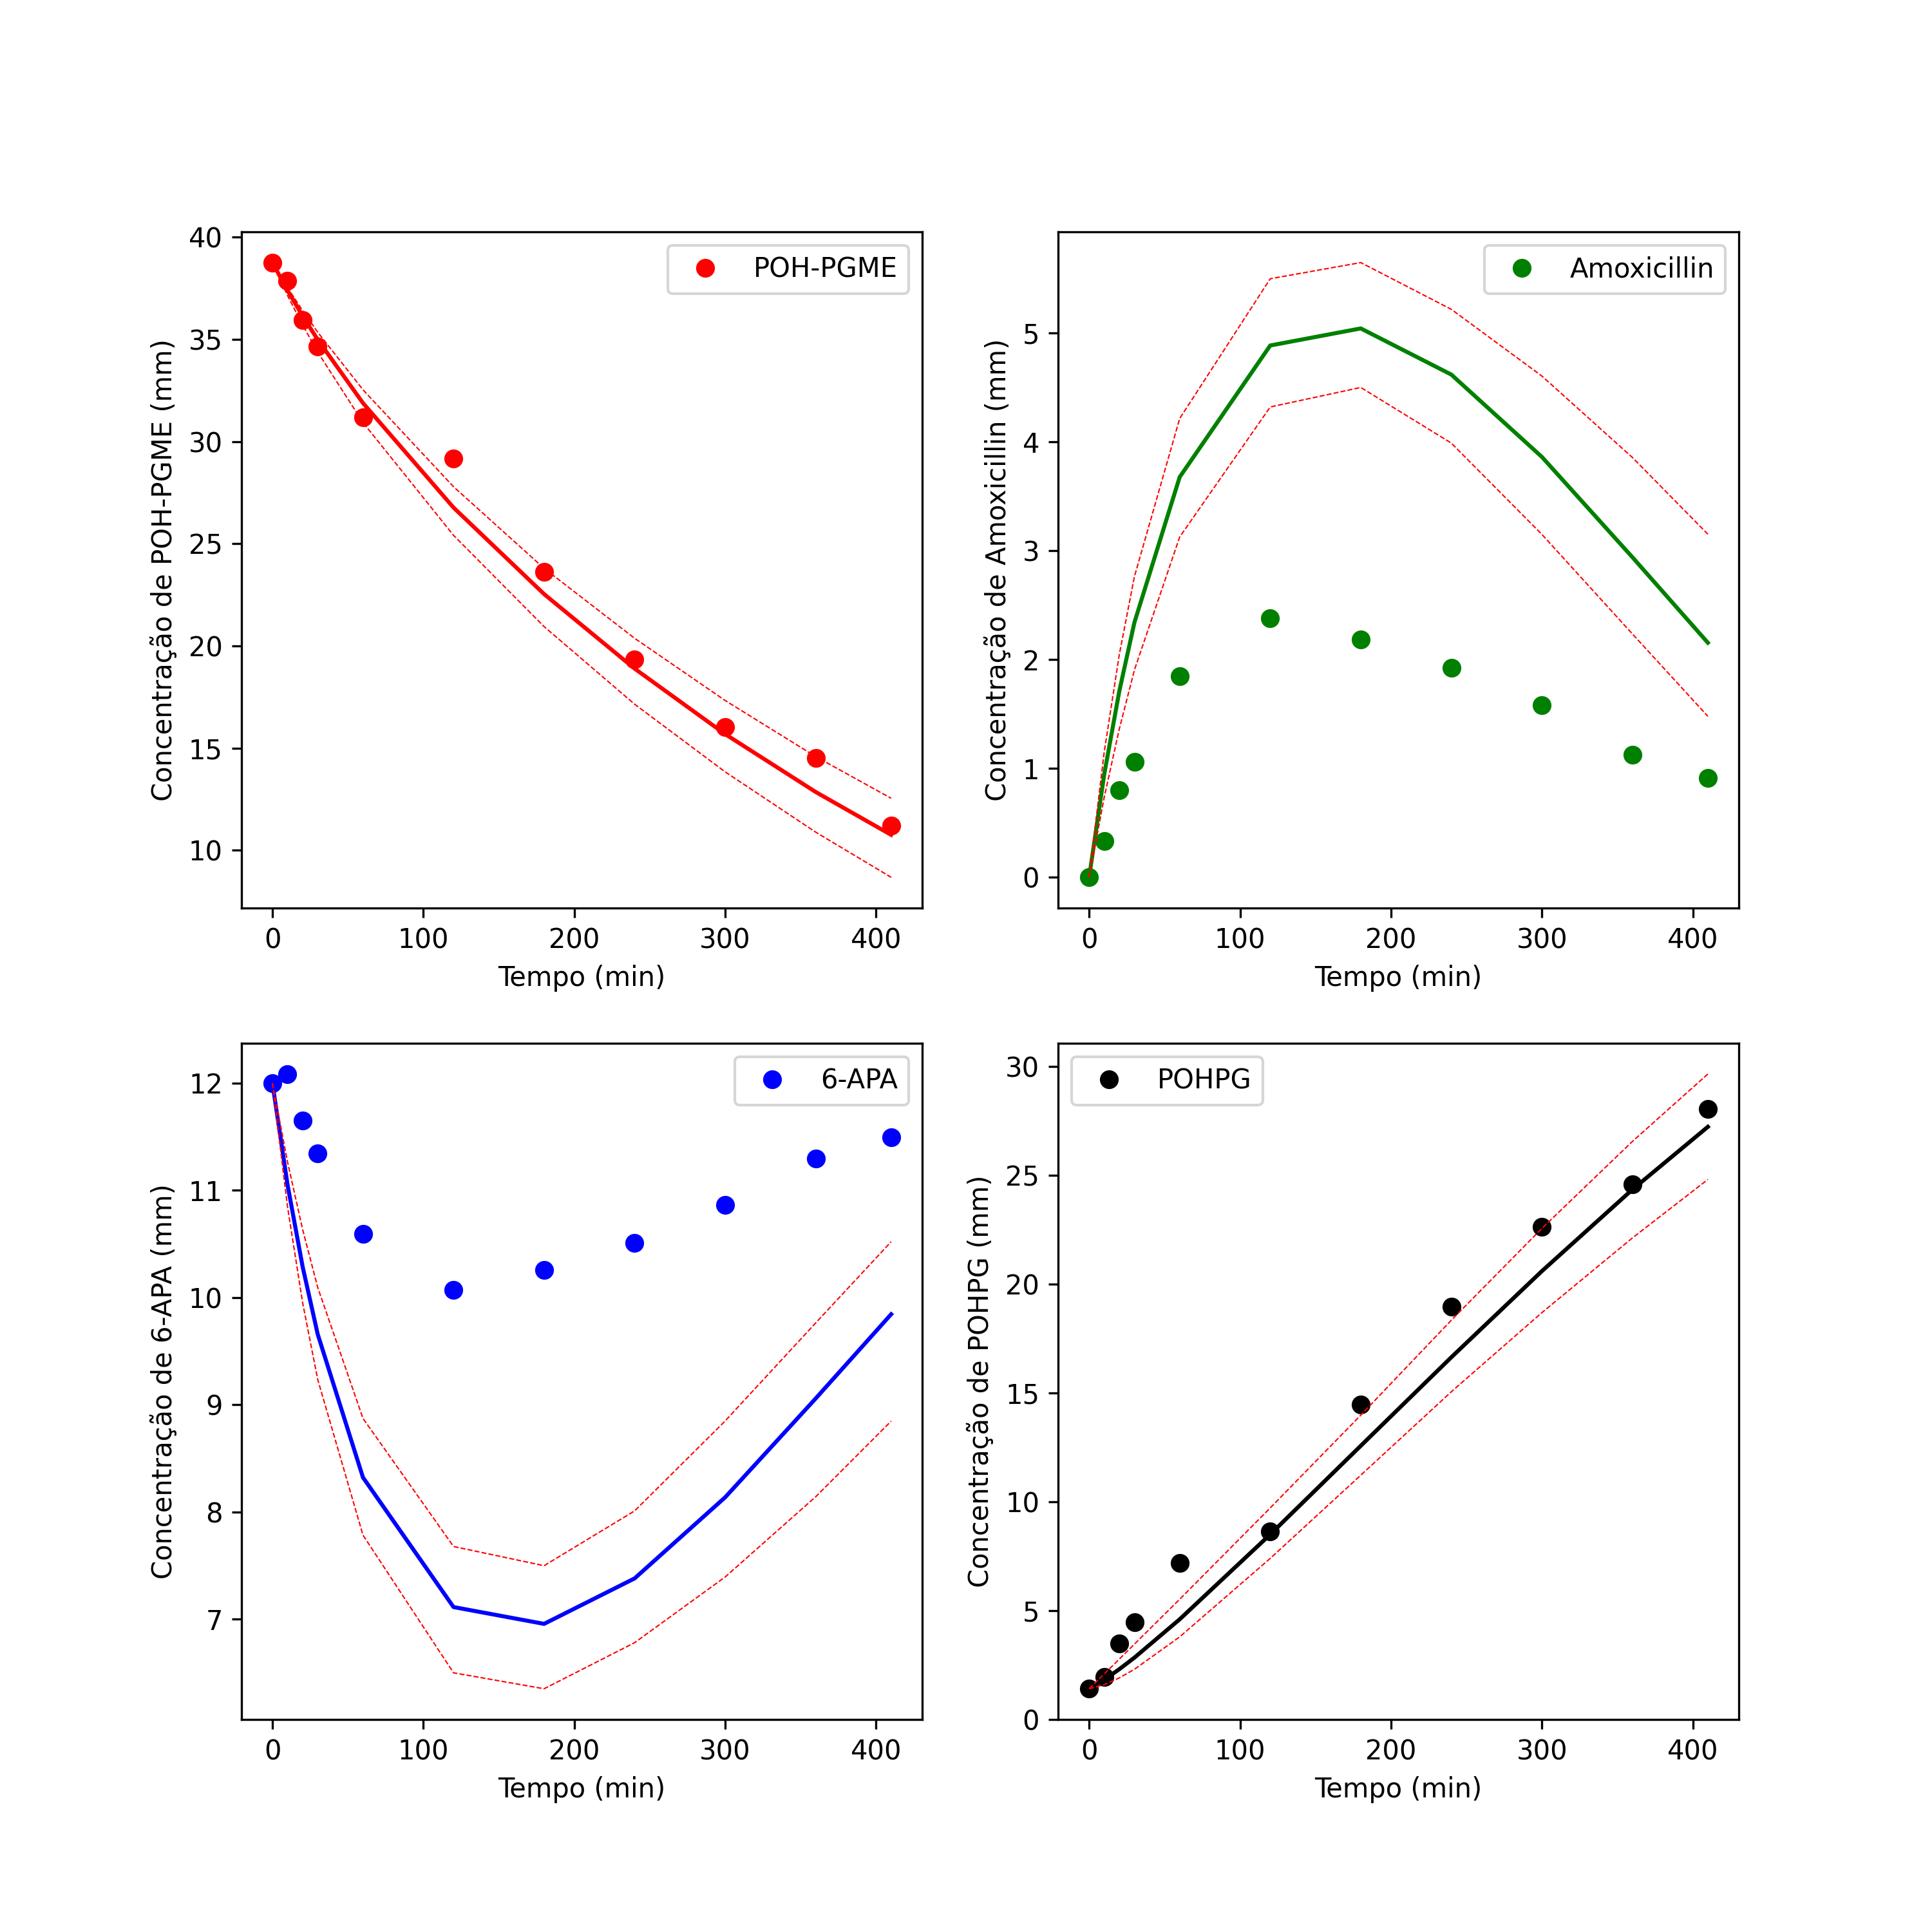 POH-PGME
Concentração de POH-PGME (mm)
40
35
30
25
20
15
10
0 100 200 300 400
Tempo (min)
Amoxicillin
Concentração de Amoxicillin (mm)
5
4
3
2
1
0
0 100 200 300 400
Tempo (min)
6-APA
Concentração de 6-APA (mm)
12
11
10
9
8
7
0 100 200 300 400
Tempo (min)
POHPG
Concentração de POHPG (mm)
30
25
20
15
10
5
0
0 100 200 300 400
Tempo (min)